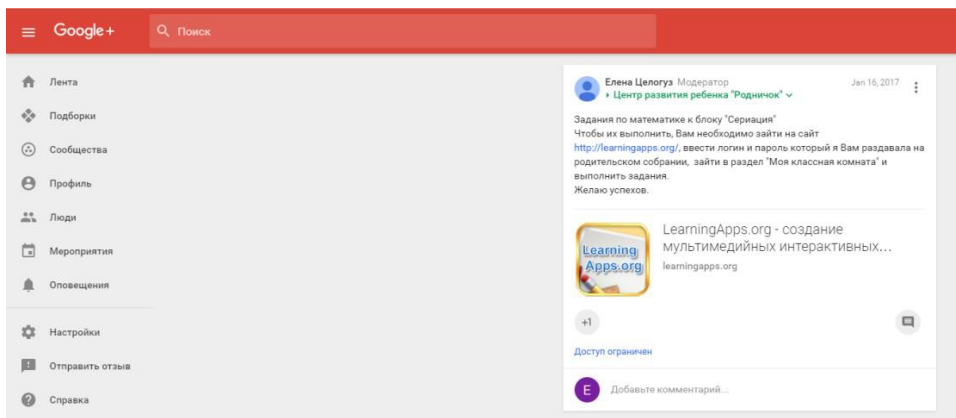 Google+
Поиск
Лента
Подборки
Сообщества
Профиль
Люди
Мероприятия
Оповещения
Настройки
Отправить отзыв
Справка
Елена Целогуз Модератор
Jan 16, 2017
Центр развития ребенка "Родничок"
Задания по математике к блоку "Сериация"
Чтобы их выполнить, Вам необходимо зайти на сайт
http://learningapps.org/, ввести логин и пароль который я Вам раздавала на
родительском собрании, зайти в раздел "Моя классная комната" и
выполнить задания.
Желаю успехов.
Learning
Apps.org
LearningApps.org - создание
мультимедийных интерактивных...
learningapps.org
+1
Доступ ограничен
E
Добавьте комментарий...